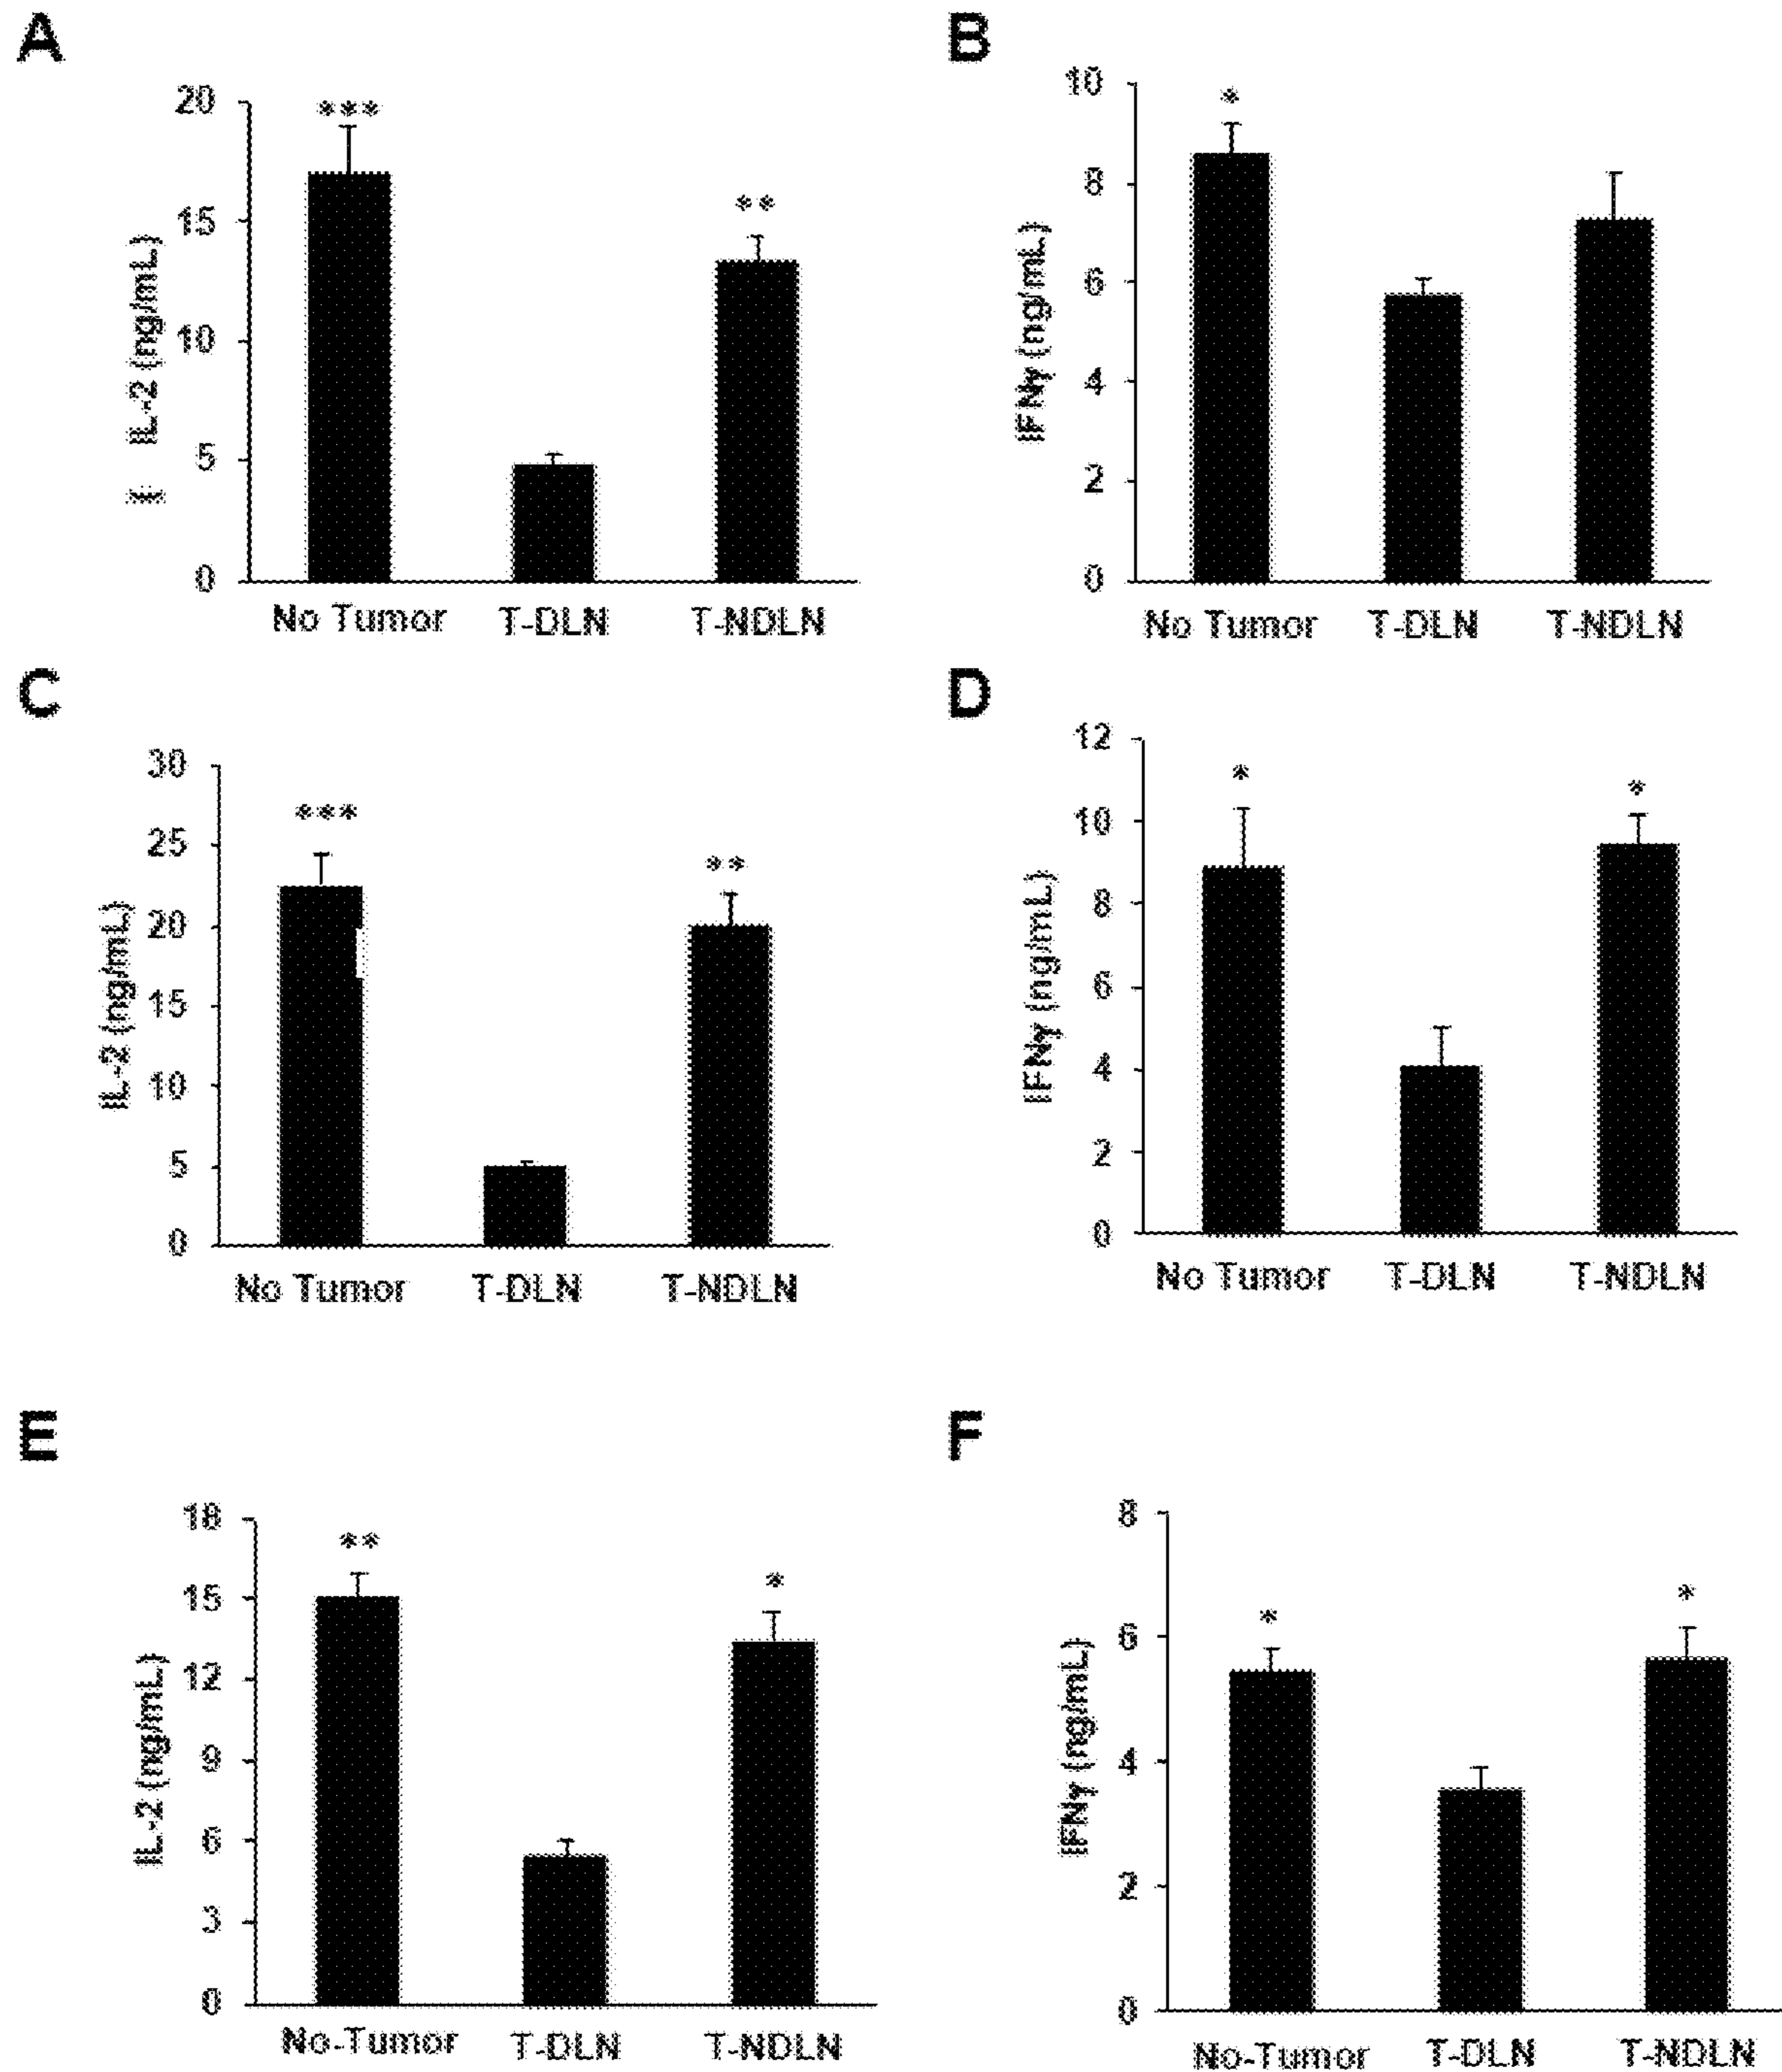 A
20
15
10
5
0
IL-2 (ng/mL)
***
**
No Tumor T-DLN T-NDLN
B
10
8
6
4
2
0
IFNγ (ng/mL)
*
No Tumor T-DLN T-NDLN
C
30
25
20
15
10
5
0
IL-2 (ng/mL)
***
**
No Tumor T-DLN T-NDLN
D
12
10
8
6
4
2
0
IFNγ (ng/mL)
*
*
No Tumor T-DLN T-NDLN
E
18
15
12
9
6
3
0
IL-2 (ng/mL)
**
*
No-Tumor T-DLN T-NDLN
F
8
6
4
2
0
IFNγ (ng/mL)
*
*
No-Tumor T-DLN T-NDLN